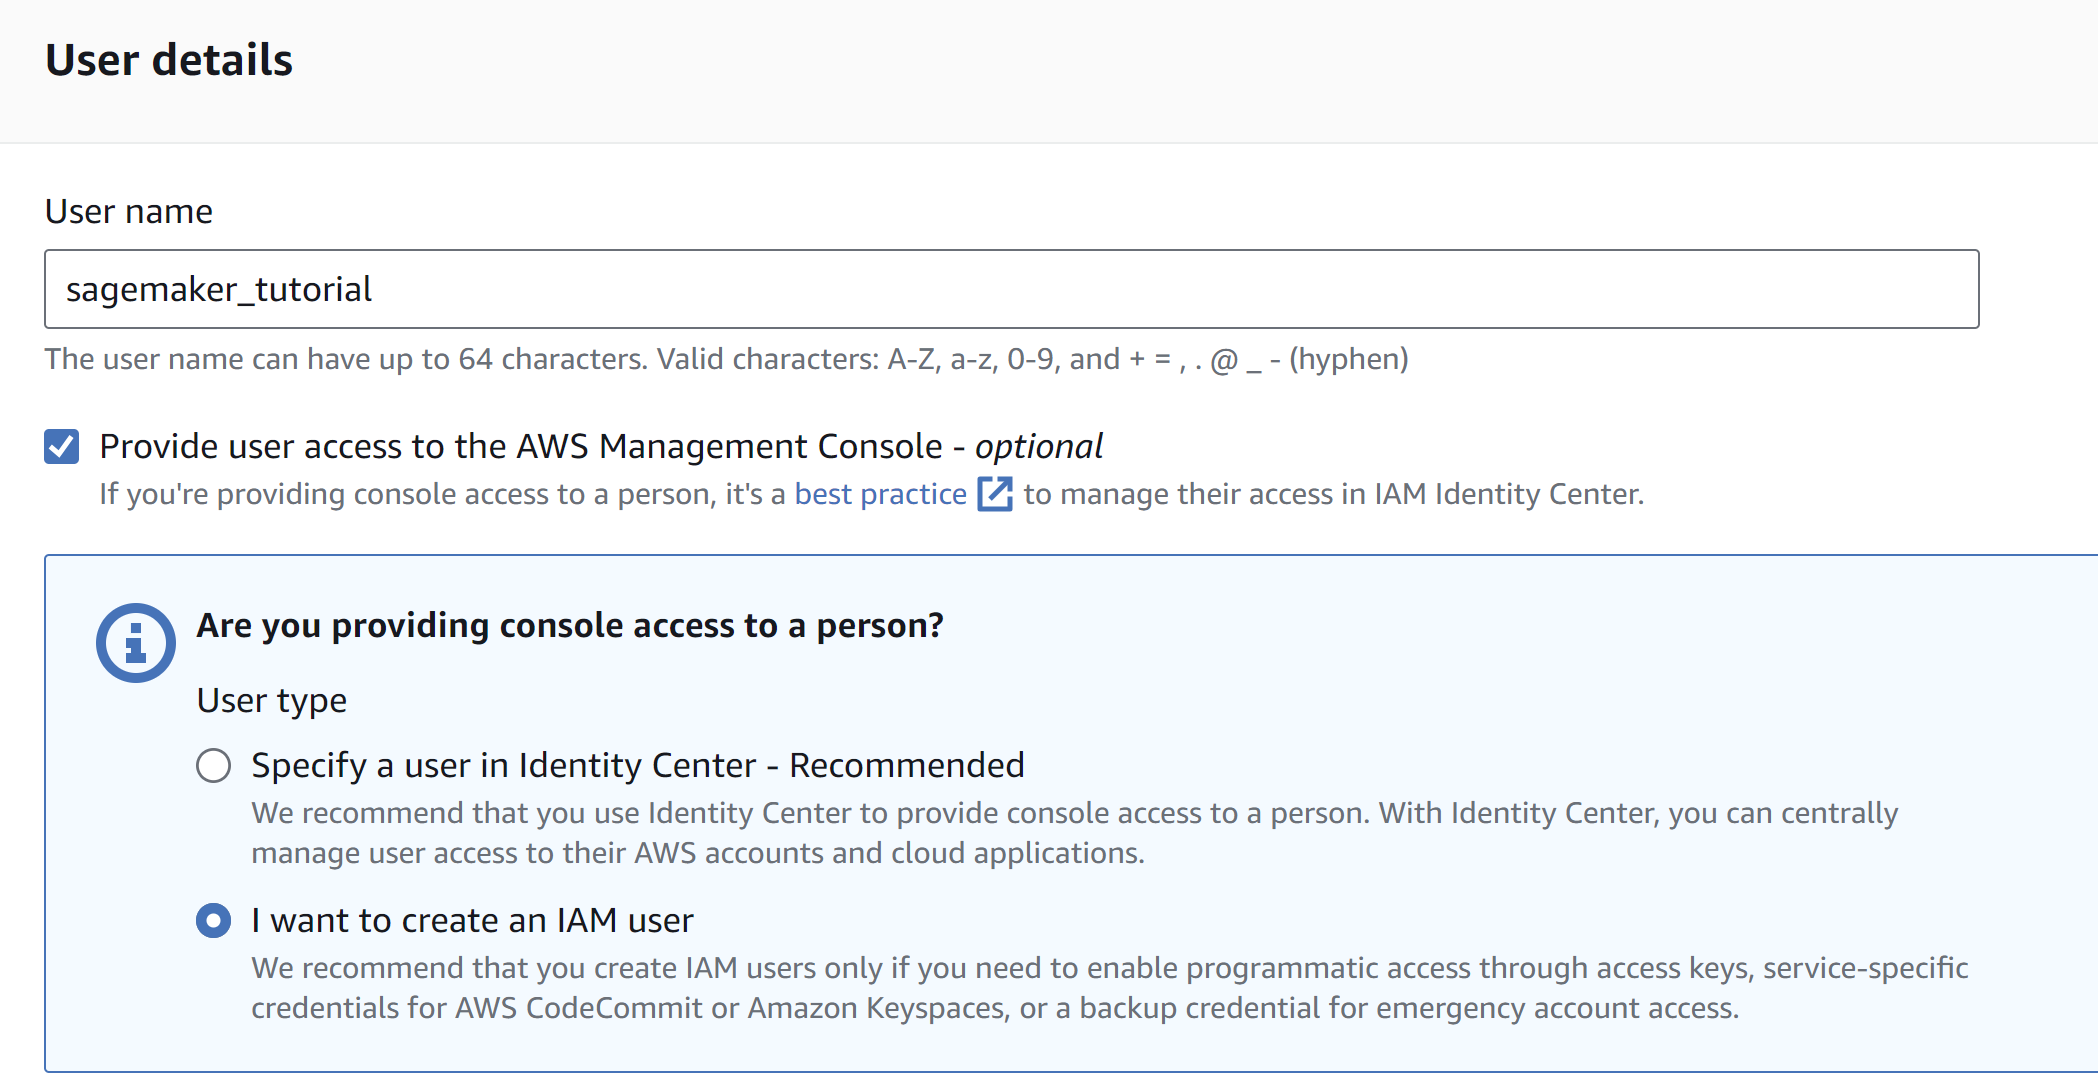 User details
User name
sagemaker_tutorial
The user name can have up to 64 characters. Valid characters: A-Z, a-z, 0-9, and + = , . @ _ - (hyphen)
Provide user access to the AWS Management Console - optional
If you're providing console access to a person, it's a best practice to manage their access in IAM Identity Center.
Are you providing console access to a person?
User type
Specify a user in Identity Center - Recommended
We recommend that you use Identity Center to provide console access to a person. With Identity Center, you can centrally
manage user access to their AWS accounts and cloud applications.
I want to create an IAM user
We recommend that you create IAM users only if you need to enable programmatic access through access keys, service-specific
credentials for AWS CodeCommit or Amazon Keyspaces, or a backup credential for emergency account access.